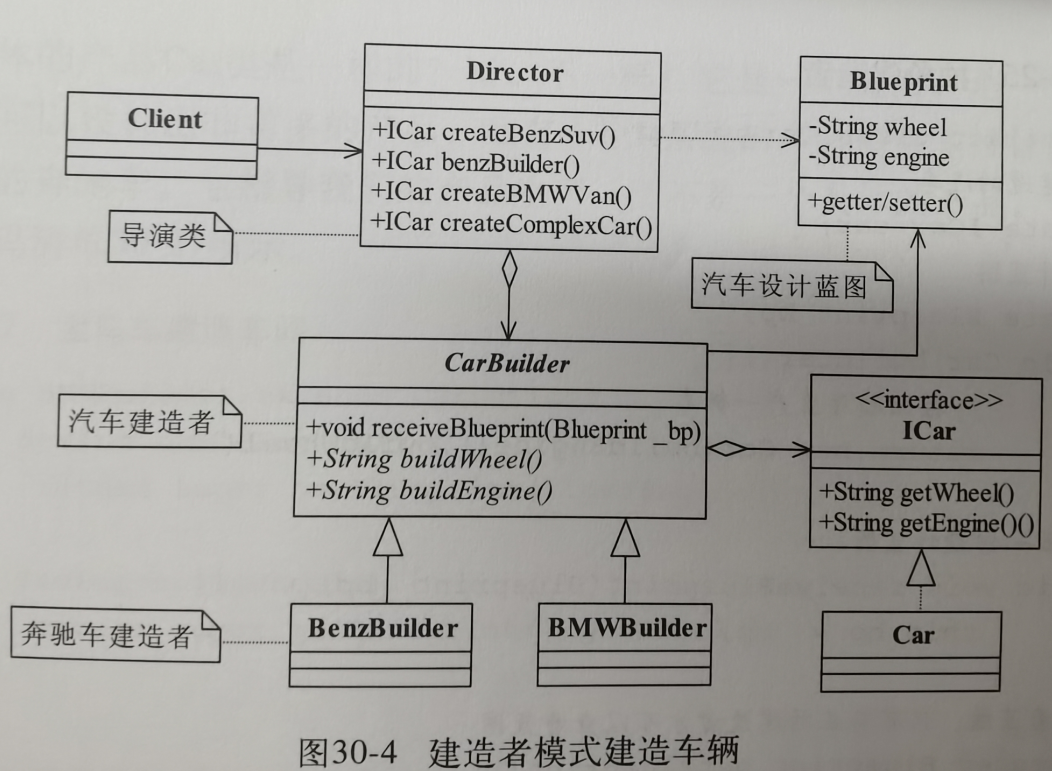 Client
Director
+ICar createBenzSuv()
+ICar benzBuilder()
+ICar createBMWVan()
+ICar createComplexCar()
Blueprint
-String wheel
-String engine
+getter/setter()
导演类
汽车设计蓝图
CarBuilder
+void receiveBlueprint(Blueprint _bp)
+String buildWheel()
+String buildEngine()
汽车建造者
<<interface>>
ICar
+String getWheel()
+String getEngine()()
奔驰车建造者
BenzBuilder
BMWBuilder
Car
图30-4 建造者模式建造车辆